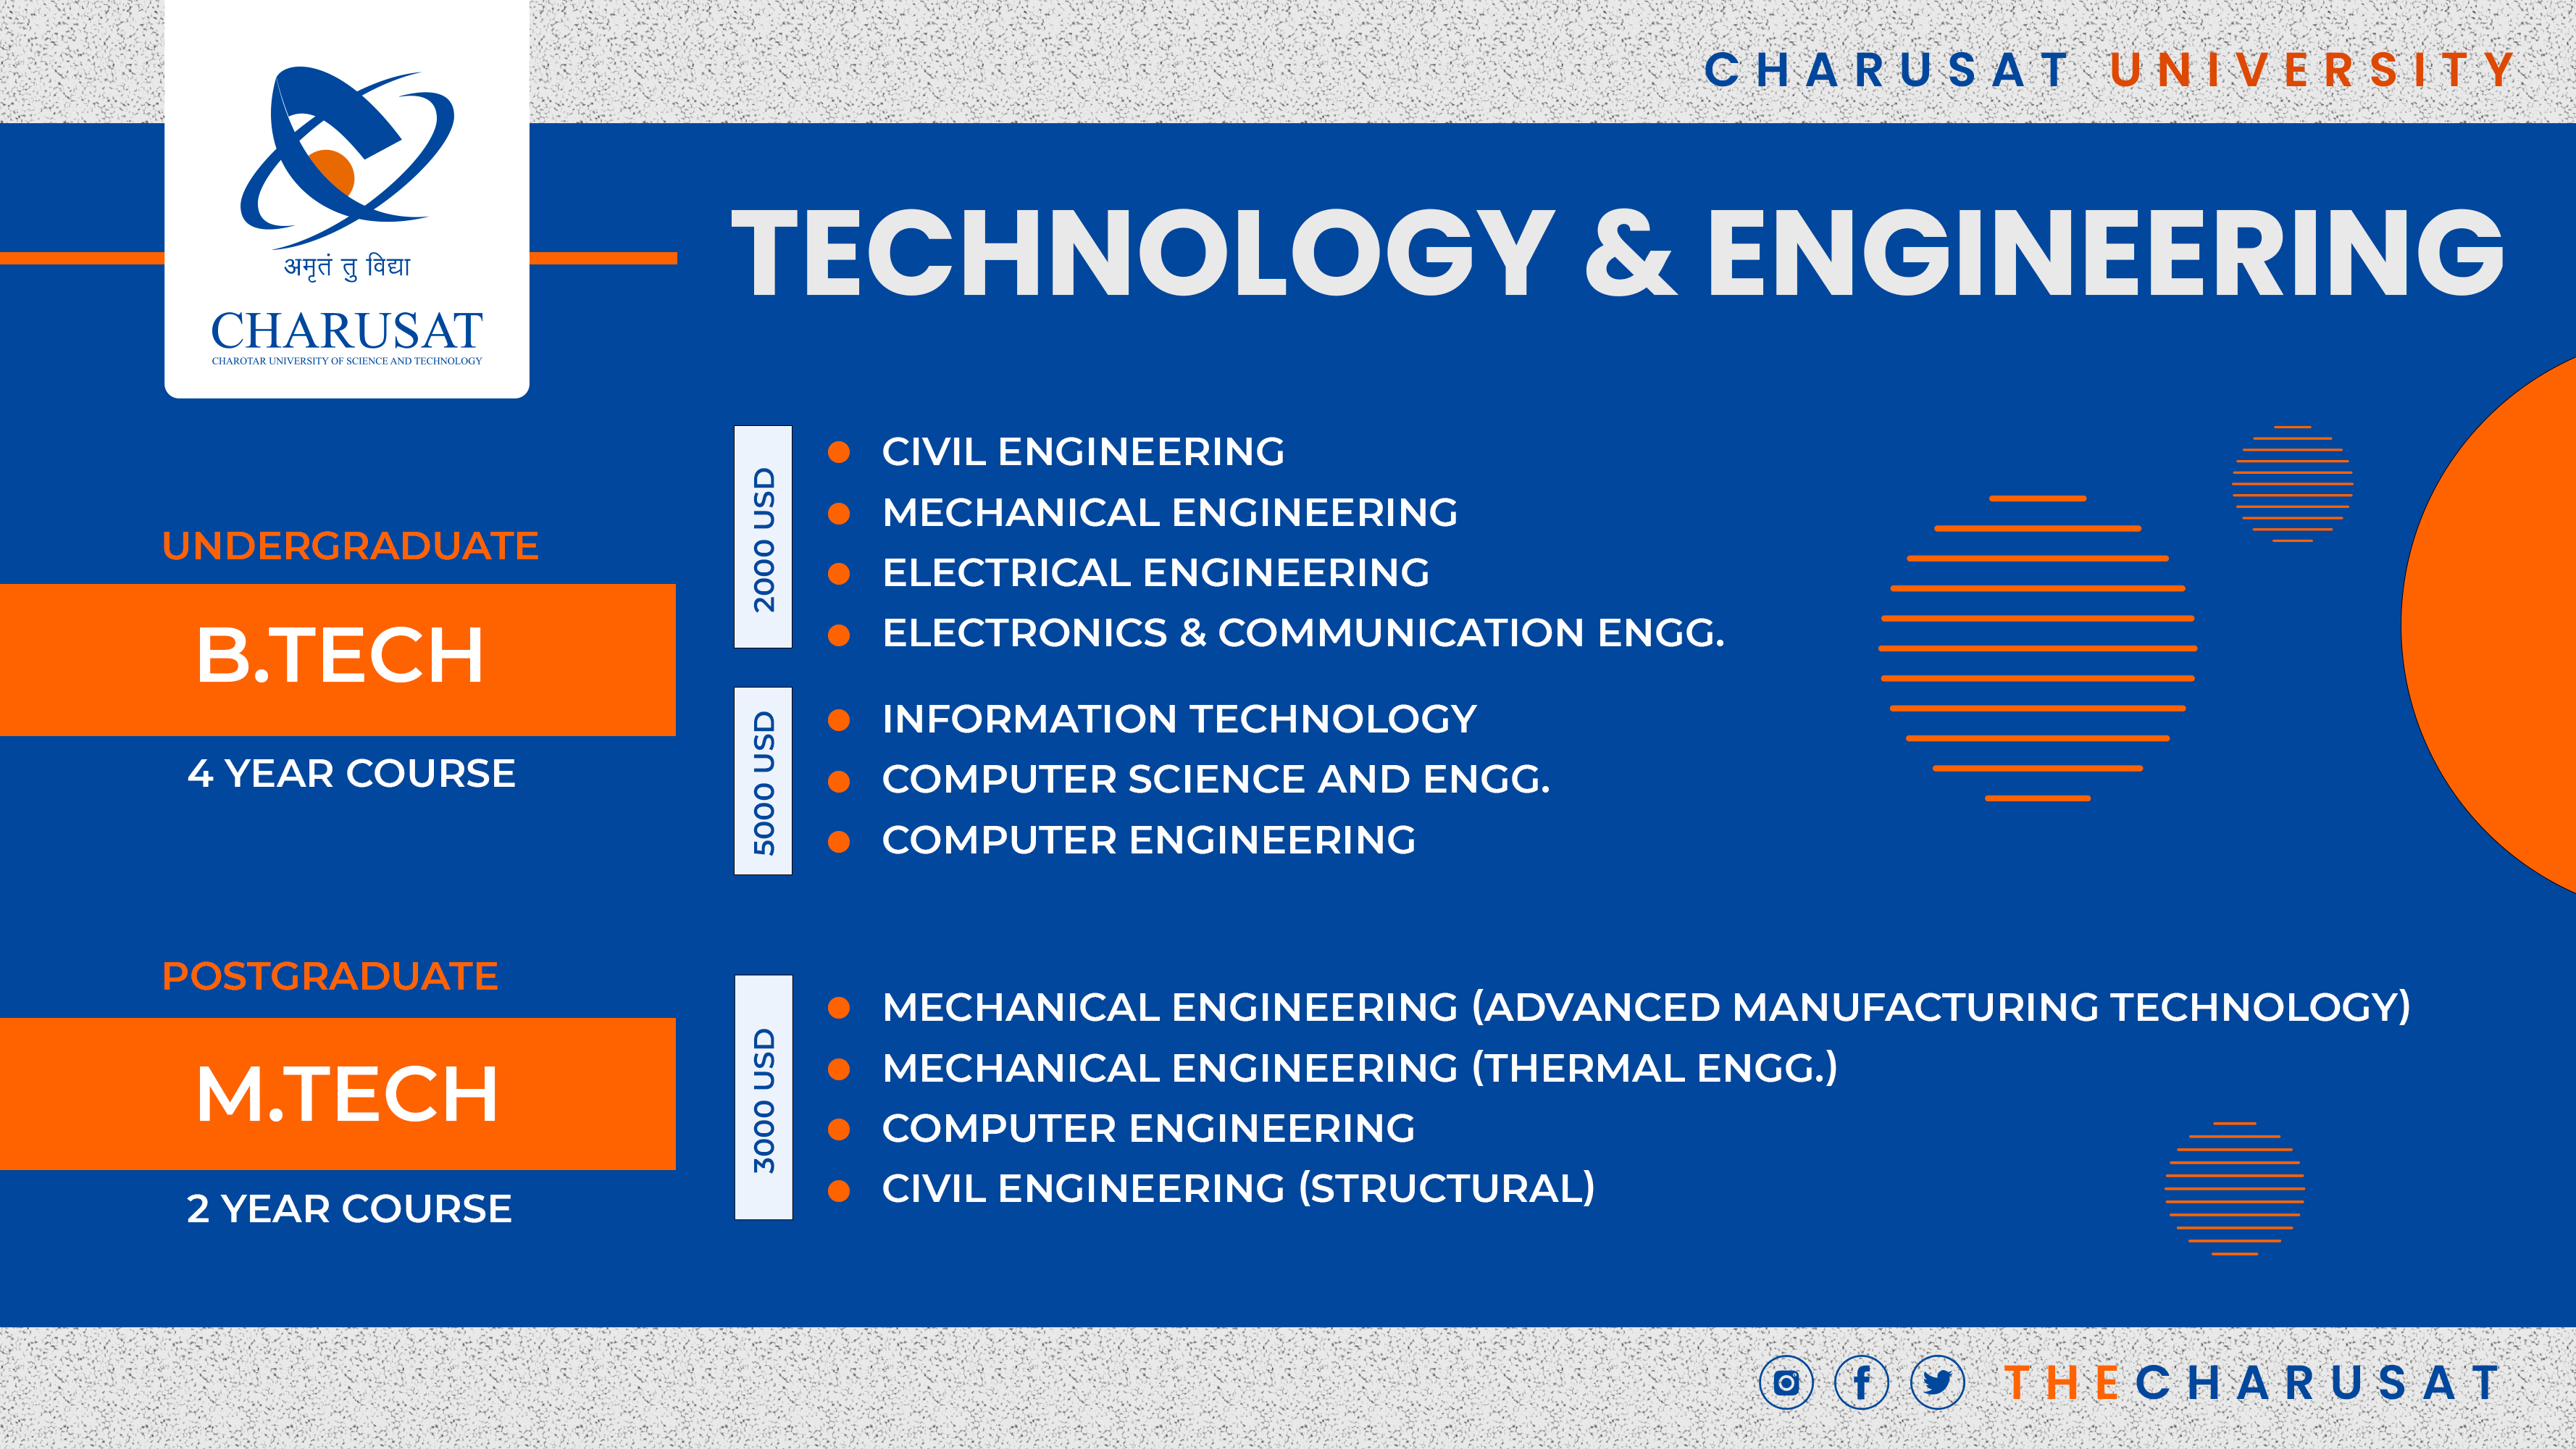 CHARUSAT UNIVERSITY
अमृतं तु विद्या
CHARUSAT
CHAROTAR UNIVERSITY OF SCIENCE AND TECHNOLOGY
TECHNOLOGY & ENGINEERING
UNDERGRADUATE
B.TECH
4 YEAR COURSE
2000 USD
CIVIL ENGINEERING
MECHANICAL ENGINEERING
ELECTRICAL ENGINEERING
ELECTRONICS & COMMUNICATION ENGG.
5000 USD
INFORMATION TECHNOLOGY
COMPUTER SCIENCE AND ENGG.
COMPUTER ENGINEERING
POSTGRADUATE
M.TECH
2 YEAR COURSE
3000 USD
MECHANICAL ENGINEERING (ADVANCED MANUFACTURING TECHNOLOGY)
MECHANICAL ENGINEERING (THERMAL ENGG.)
COMPUTER ENGINEERING
CIVIL ENGINEERING (STRUCTURAL)
THECHARUSAT